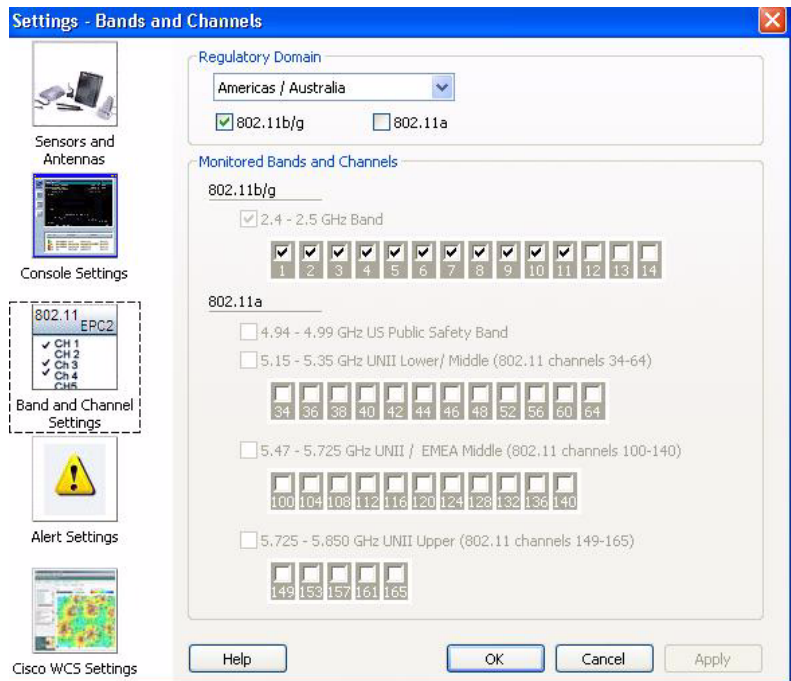 Settings - Bands and Channels
Sensors and
Antennas
Console Settings
802.11
EPC2
CH 1
CH 2
Ch 3
Ch 4
CH5
Band and Channel
Settings
Alert Settings
Cisco WCS Settings
Regulatory Domain
Americas / Australia
802.11b/g 802.11a
Monitored Bands and Channels
802.11b/g
2.4 - 2.5 GHz Band
1 2 3 4 5 6 7 8 9 10 11 12 13 14
802.11a
4.94 - 4.99 GHz US Public Safety Band
5.15 - 5.35 GHz UNII Lower/ Middle (802.11 channels 34-64)
34 36 38 40 42 44 46 48 52 56 60 64
5.47 - 5.725 GHz UNII / EMEA Middle (802.11 channels 100-140)
100 104 108 112 116 120 124 128 132 136 140
5.725 - 5.850 GHz UNII Upper (802.11 channels 149-165)
149 153 157 161 165
Help OK Cancel Apply